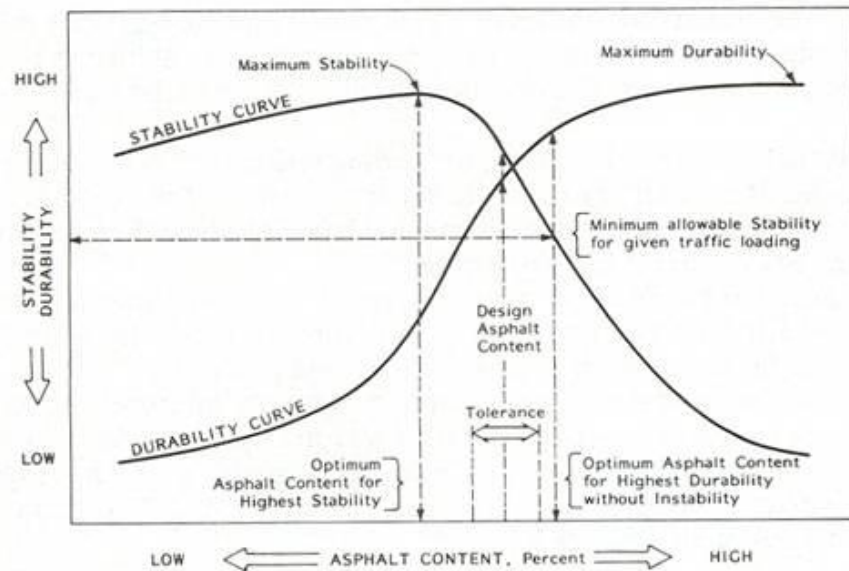 HIGH
Maximum Stability
Maximum Durability
STABILITY CURVE
STABILITY
DURABILITY
Minimum allowable Stability
for given traffic loading
Design
Asphalt
Content
Tolerance
DURABILITY CURVE
LOW
Optimum
Asphalt Content for
Highest Stability
Optimum Asphalt Content
for Highest Durability
without Instability
LOW
ASPHALT CONTENT, Percent
HIGH